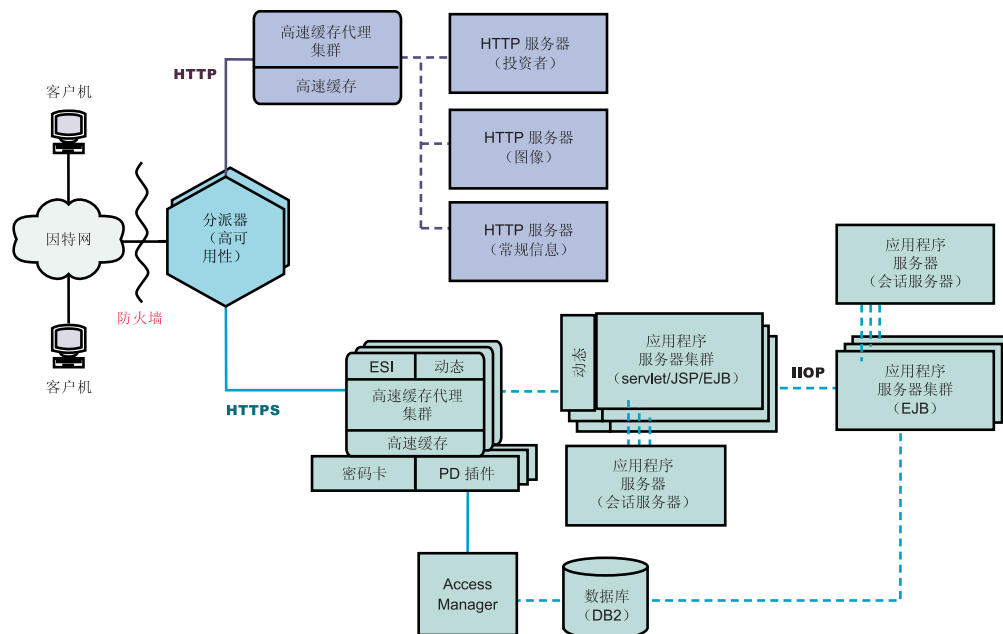 高速缓存代理
集群
高速缓存
HTTP
HTTP 服务器
（投资者）
HTTP 服务器
（图像）
HTTP 服务器
（常规信息）
客户机
因特网
客户机
防火墙
分派器
（高可
用性）
HTTPS
ESI
动态
高速缓存代理
集群
高速缓存
密码卡
PD 插件
动态
应用程序
服务器集群
（servlet/JSP/EJB）
应用程序
服务器
（会话服务器）
IIOP
应用程序
服务器
（会话服务器）
应用程序
服务器集群
（EJB）
Access
Manager
数据库
（DB2）